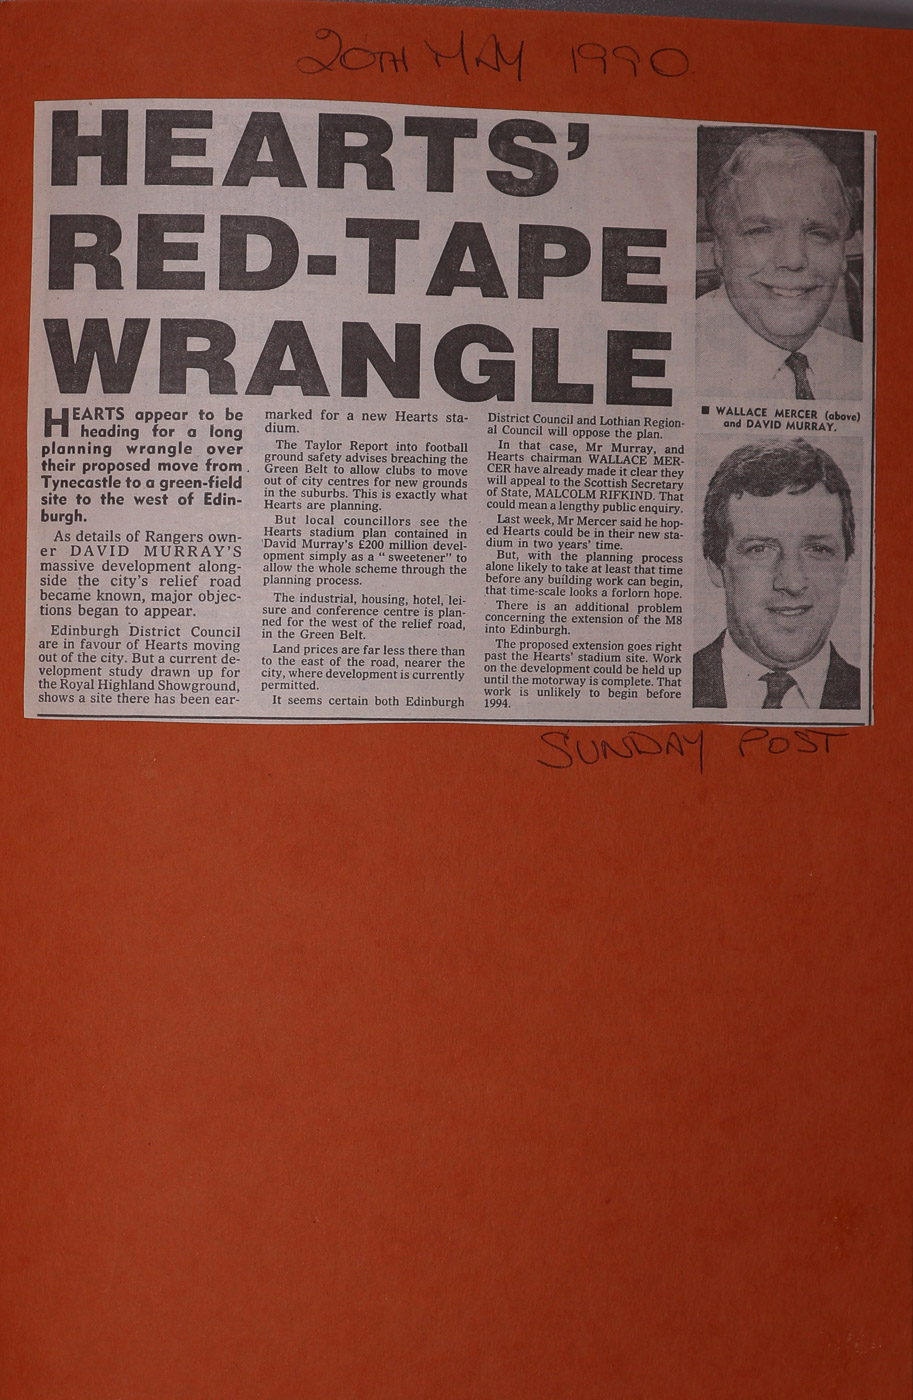 20TH MAY 1990.
HEARTS'
RED-TAPE
WRANGLE
HEARTS appear to be
heading for a long
planning wrangle over
their proposed move from
Tynecastle to a green-field
site to the west of Edin-
burgh.
As details of Rangers own-
er DAVID MURRAY'S
massive development along-
side the city's relief road
became known, major objec-
tions began to appear.
Edinburgh District Council
are in favour of Hearts moving
out of the city. But a current de-
velopment study drawn up for
the Royal Highland Showground,
shows a site there has been ear-
marked for a new Hearts sta-
dium.
The Taylor Report into football
ground safety advises breaching the
Green Belt to allow clubs to move
out of city centres for new grounds
in the suburbs. This is exactly what
Hearts are planning.
But local councillors see the
Hearts stadium plan contained in
David Murray's £200 million devel-
opment simply as a "sweetener" to
allow the whole scheme through the
planning process.
The industrial, housing, hotel, lei-
sure and conference centre is plan-
ned for the west of the relief road,
in the Green Belt.
Land prices are far less there than
to the east of the road, nearer the
city, where development is currently
permitted.
It seems certain both Edinburgh
District Council and Lothian Region-
al Council will oppose the plan.
In that case, Mr Murray, and
Hearts chairman WALLACE MER-
CER have already made it clear they
will appeal to the Scottish Secretary
of State, MALCOLM RIFKIND. That
could mean a lengthy public enquiry.
Last week, Mr Mercer said he hop-
ed Hearts could be in their new sta-
dium in two years' time.
But, with the planning process
alone likely to take at least that time
before any building work can begin,
that time-scale looks a forlorn hope.
There is an additional problem
concerning the extension of the M8
into Edinburgh.
The proposed extension goes right
past the Hearts' stadium site. Work
on the development could be held up
until the motorway is complete. That
work is unlikely to begin before
1994.
■ WALLACE MERCER (above)
and DAVID MURRAY.
SUNDAY POST